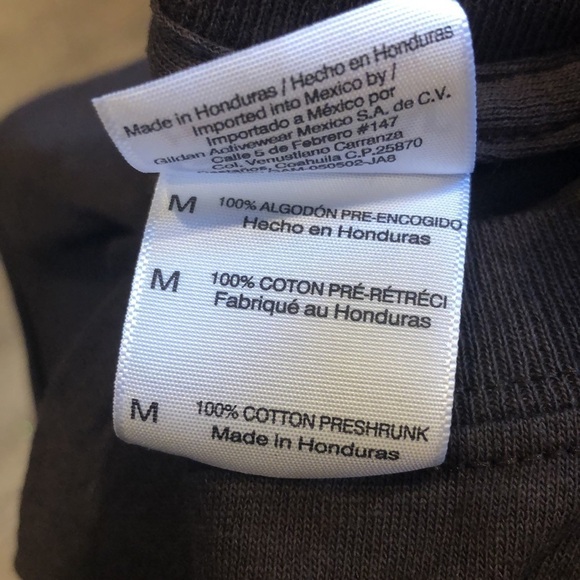 Made in Honduras / Hecho en Honduras
Imported into Mexico by /
Importado a México por
Gildan Activewear Mexico S.A. de C.V.
Calle 5 de Febrero #147
Col. Venustiano Carranza
Coahuila C.P.25870
M 100% ALGODÓN PRE-ENCOGIDO
Hecho en Honduras
M 100% COTON PRÉ-RÉTRÉCI
Fabriqué au Honduras
M 100% COTTON PRESHRUNK
Made in Honduras